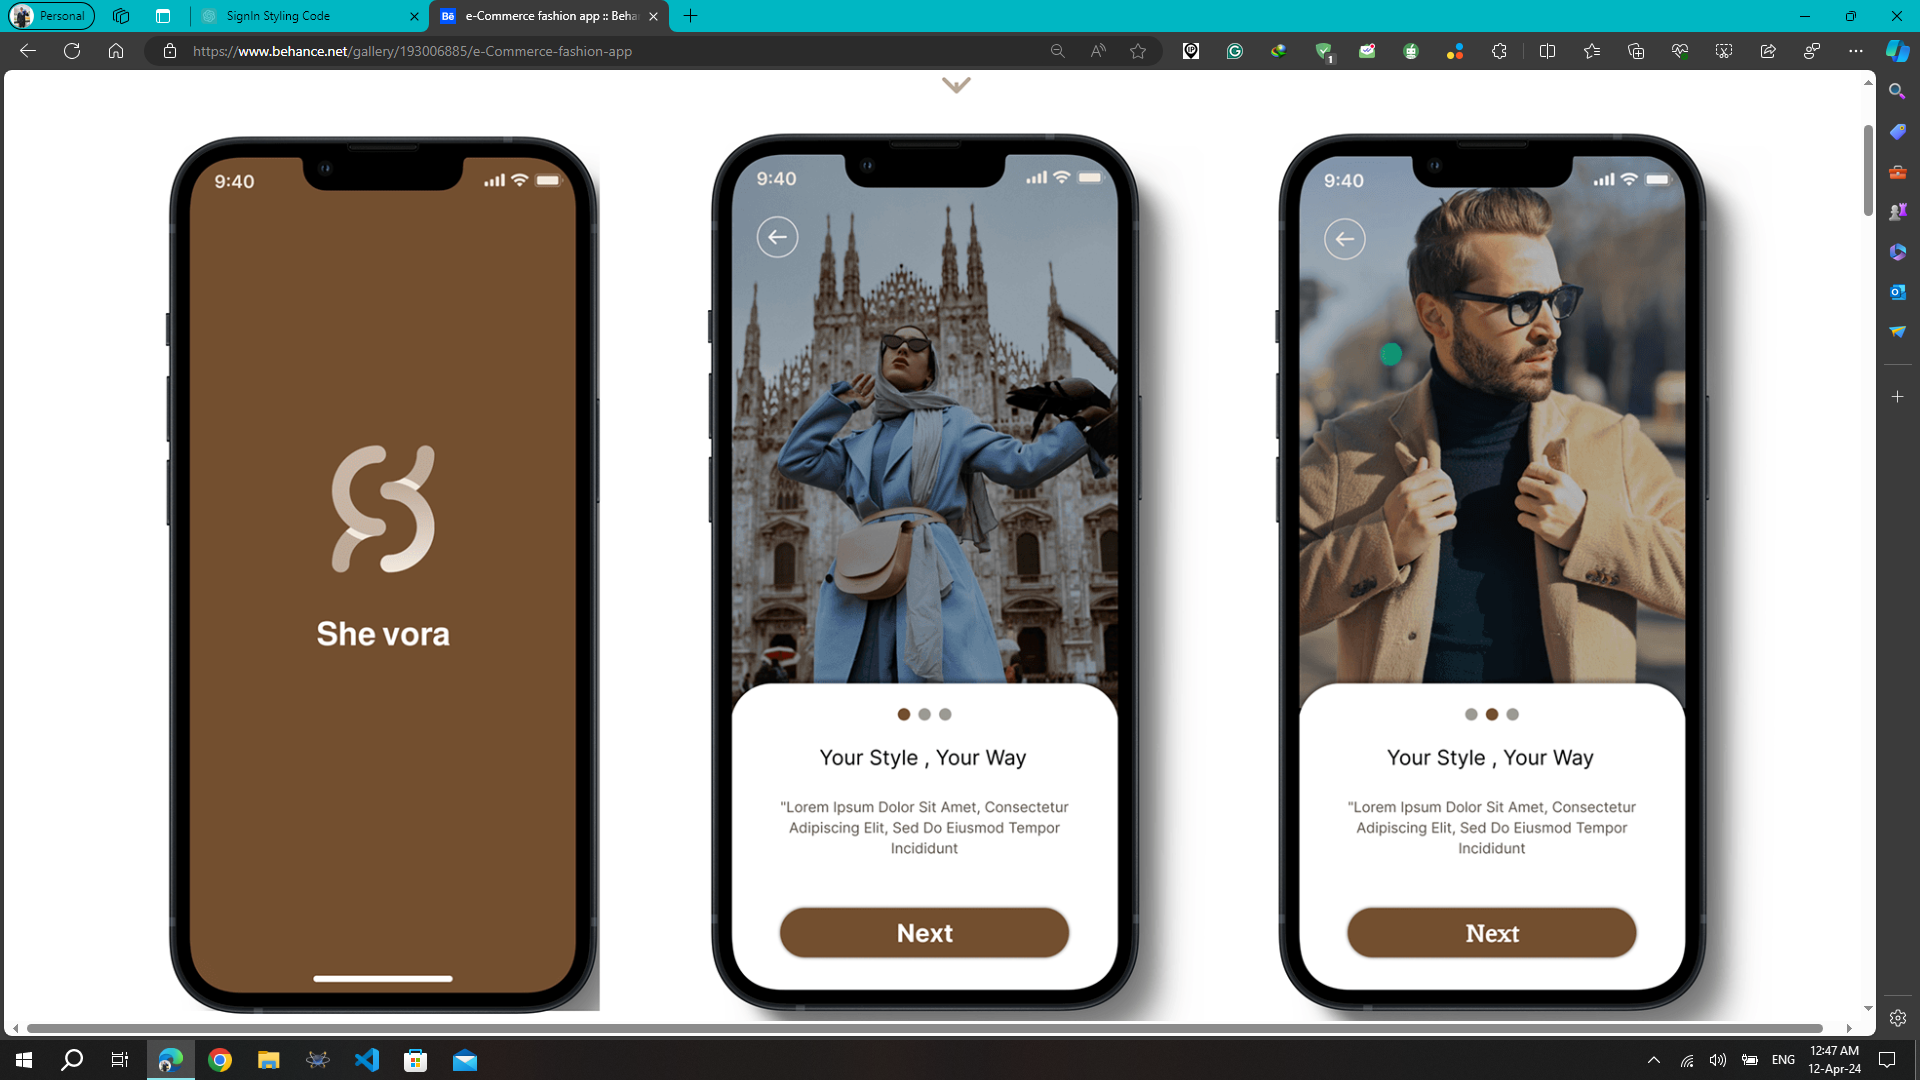 Personal
SignIn Styling Code
Bē
e-Commerce fashion app :: Beha
https://www.behance.net/gallery/193006885/e-Commerce-fashion-app
1
9:40
She vora
9:40
Your Style , Your Way
"Lorem Ipsum Dolor Sit Amet, Consectetur
Adipiscing Elit, Sed Do Eiusmod Tempor
Incididunt
Next
9:40
Your Style , Your Way
"Lorem Ipsum Dolor Sit Amet, Consectetur
Adipiscing Elit, Sed Do Eiusmod Tempor
Incididunt
Next
ENG
12:47 AM
12-Apr-24